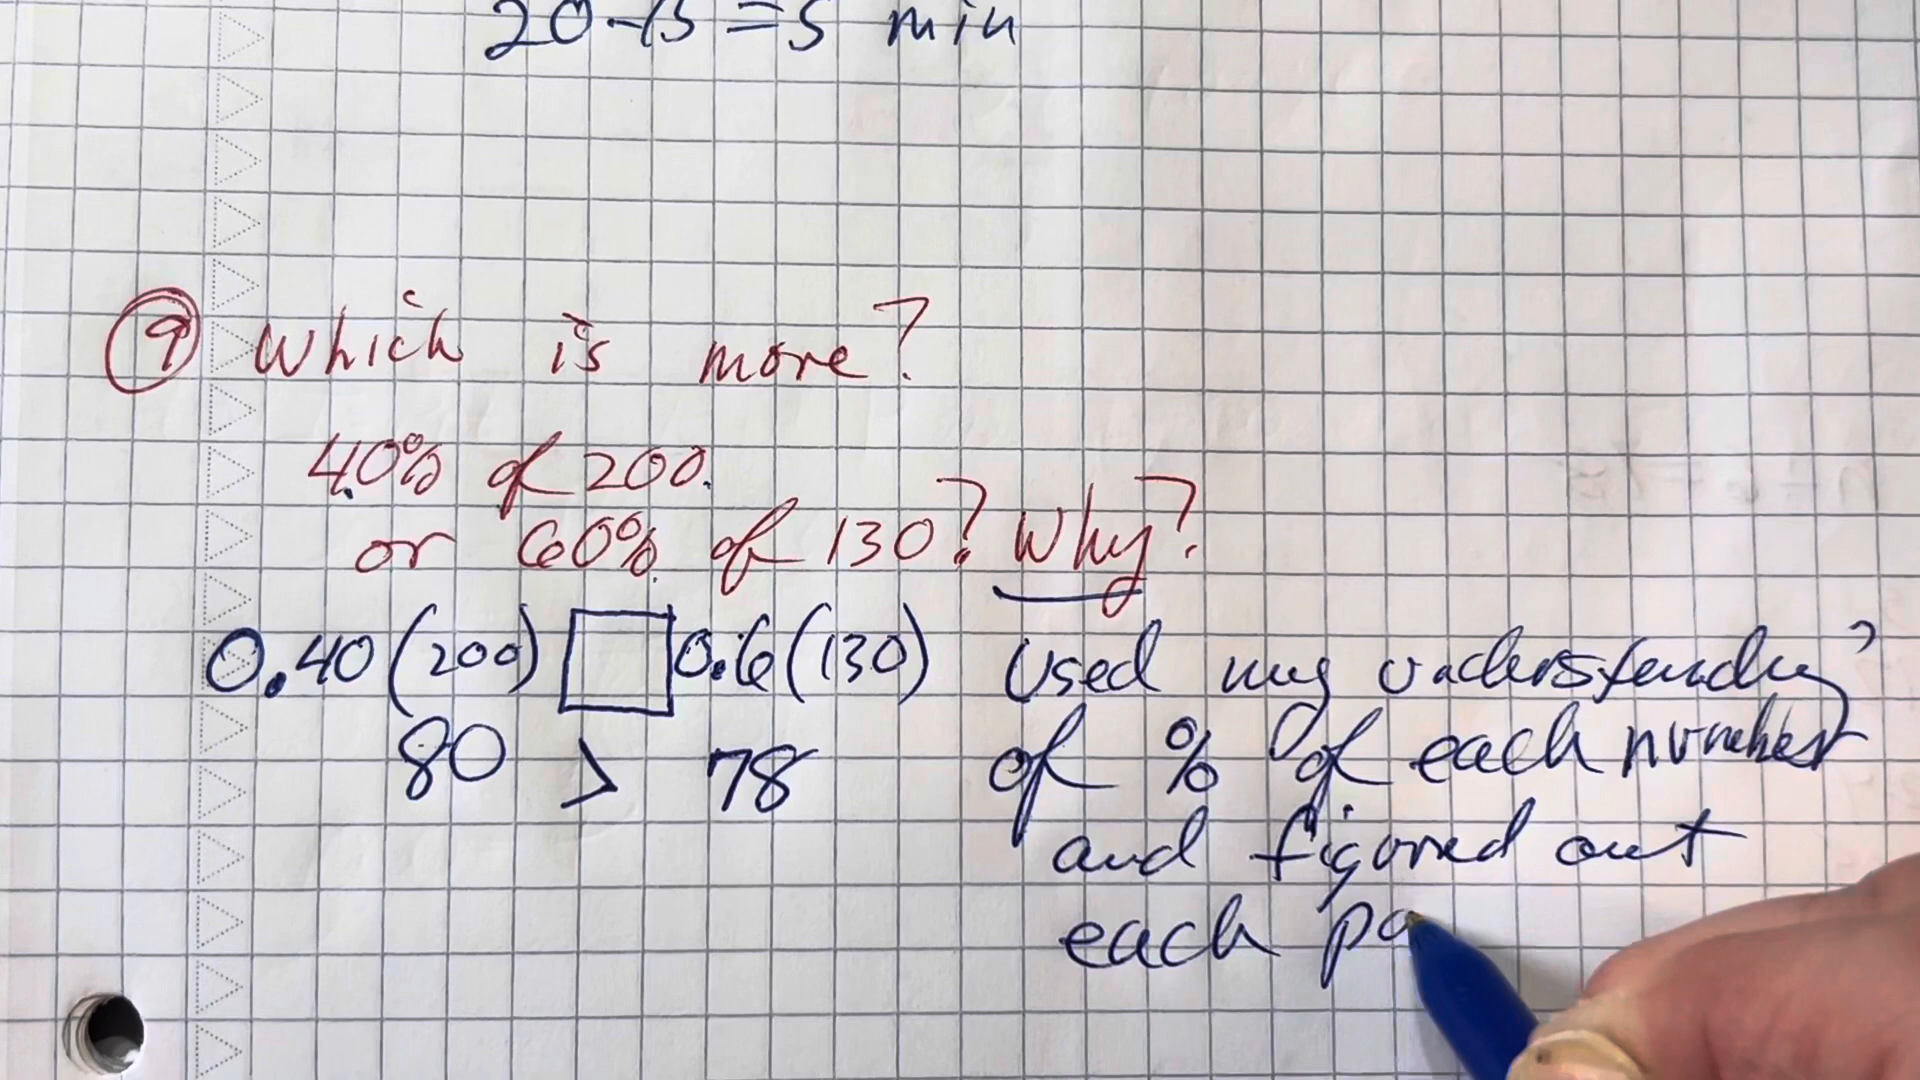 20-15=5 min
9 Which is more?
40% of 200
or 60% of 130? Why?
0.40(200) 0.6(130) Used my understanding
80 > 78 of % of each number
and figured out
each pa